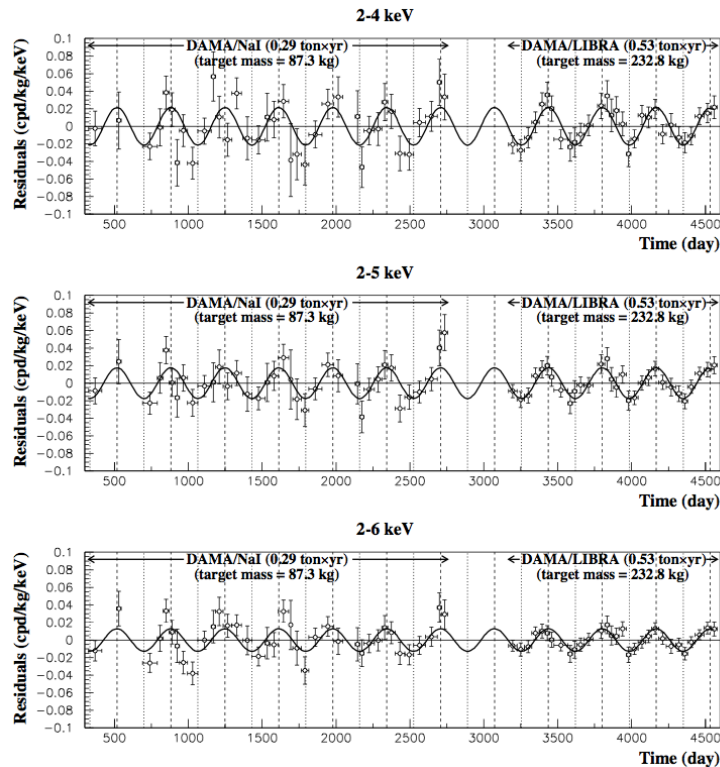 2-4 keV
Residuals (cpd/kg/keV)
0.1
0.08
0.06
0.04
0.02
0
−0.02
−0.04
−0.06
−0.08
−0.1
DAMA/NaI (0.29 ton×yr)
(target mass = 87.3 kg)
DAMA/LIBRA (0.53 ton×yr)
(target mass = 232.8 kg)
500 1000 1500 2000 2500 3000 3500 4000 4500
Time (day)
2-5 keV
Residuals (cpd/kg/keV)
0.1
0.08
0.06
0.04
0.02
0
−0.02
−0.04
−0.06
−0.08
−0.1
DAMA/NaI (0.29 ton×yr)
(target mass = 87.3 kg)
DAMA/LIBRA (0.53 ton×yr)
(target mass = 232.8 kg)
500 1000 1500 2000 2500 3000 3500 4000 4500
Time (day)
2-6 keV
Residuals (cpd/kg/keV)
0.1
0.08
0.06
0.04
0.02
0
−0.02
−0.04
−0.06
−0.08
−0.1
DAMA/NaI (0.29 ton×yr)
(target mass = 87.3 kg)
DAMA/LIBRA (0.53 ton×yr)
(target mass = 232.8 kg)
500 1000 1500 2000 2500 3000 3500 4000 4500
Time (day)